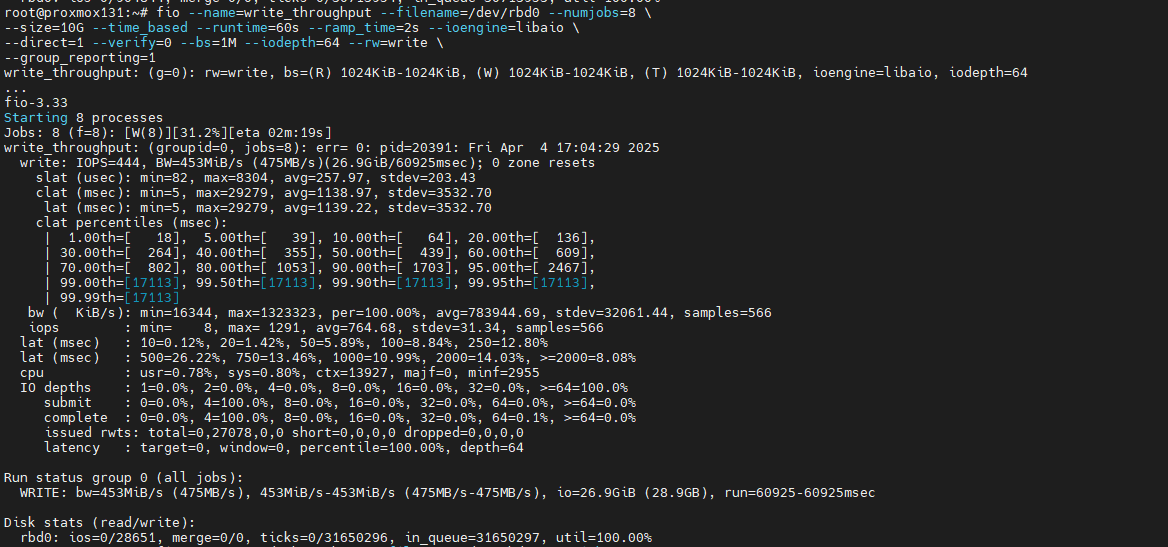 root@proxmox131:~# fio --name=write_throughput --filename=/dev/rbd0 --numjobs=8 \
--size=10G --time_based --runtime=60s --ramp_time=2s --ioengine=libaio \
--direct=1 --verify=0 --bs=1M --iodepth=64 --rw=write \
--group_reporting=1
write_throughput: (g=0): rw=write, bs=(R) 1024KiB-1024KiB, (W) 1024KiB-1024KiB, (T) 1024KiB-1024KiB, ioengine=libaio, iodepth=64
...
fio-3.33
Starting 8 processes
Jobs: 8 (f=8): [W(8)][31.2%][eta 02m:19s]
write_throughput: (groupid=0, jobs=8): err= 0: pid=20391: Fri Apr  4 17:04:29 2025
  write: IOPS=444, BW=453MiB/s (475MB/s)(26.9GiB/60925msec); 0 zone resets
    slat (usec): min=82, max=8304, avg=257.97, stdev=203.43
    clat (msec): min=5, max=29279, avg=1138.97, stdev=3532.70
     lat (msec): min=5, max=29279, avg=1139.22, stdev=3532.70
    clat percentiles (msec):
     |  1.00th=[   18],  5.00th=[   39], 10.00th=[   64], 20.00th=[  136],
     | 30.00th=[  264], 40.00th=[  355], 50.00th=[  439], 60.00th=[  609],
     | 70.00th=[  802], 80.00th=[ 1053], 90.00th=[ 1703], 95.00th=[ 2467],
     | 99.00th=[17113], 99.50th=[17113], 99.90th=[17113], 99.95th=[17113],
     | 99.99th=[17113]
   bw (  KiB/s): min=16344, max=1323323, per=100.00%, avg=783944.69, stdev=32061.44, samples=566
   iops        : min=    8, max= 1291, avg=764.68, stdev=31.34, samples=566
  lat (msec)   : 10=0.12%, 20=1.42%, 50=5.89%, 100=8.84%, 250=12.80%
  lat (msec)   : 500=26.22%, 750=13.46%, 1000=10.99%, 2000=14.03%, >=2000=8.08%
  cpu          : usr=0.78%, sys=0.80%, ctx=13927, majf=0, minf=2955
  IO depths    : 1=0.0%, 2=0.0%, 4=0.0%, 8=0.0%, 16=0.0%, 32=0.0%, >=64=100.0%
     submit    : 0=0.0%, 4=100.0%, 8=0.0%, 16=0.0%, 32=0.0%, 64=0.0%, >=64=0.0%
     complete  : 0=0.0%, 4=100.0%, 8=0.0%, 16=0.0%, 32=0.0%, 64=0.1%, >=64=0.0%
     issued rwts: total=0,27078,0,0 short=0,0,0,0 dropped=0,0,0,0
     latency   : target=0, window=0, percentile=100.00%, depth=64

Run status group 0 (all jobs):
  WRITE: bw=453MiB/s (475MB/s), 453MiB/s-453MiB/s (475MB/s-475MB/s), io=26.9GiB (28.9GB), run=60925-60925msec

Disk stats (read/write):
  rbd0: ios=0/28651, merge=0/0, ticks=0/31650296, in_queue=31650297, util=100.00%